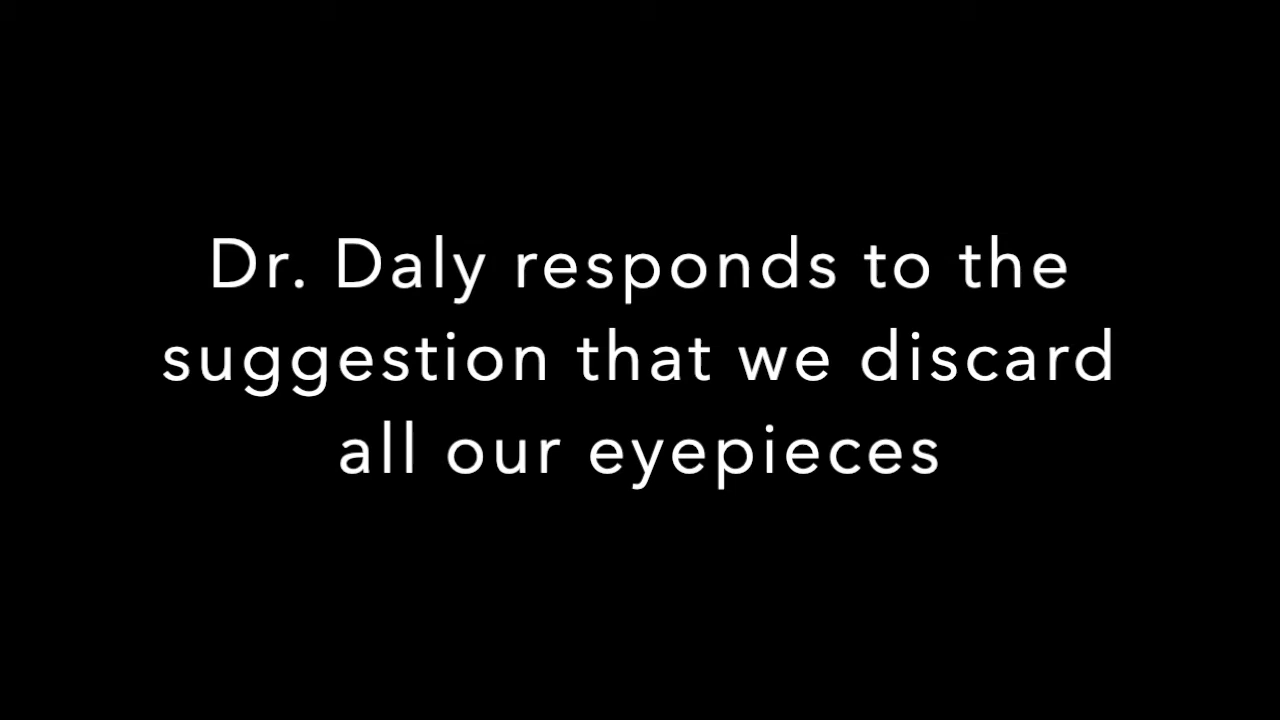 Dr. Daly responds to the
suggestion that we discard
all our eyepieces